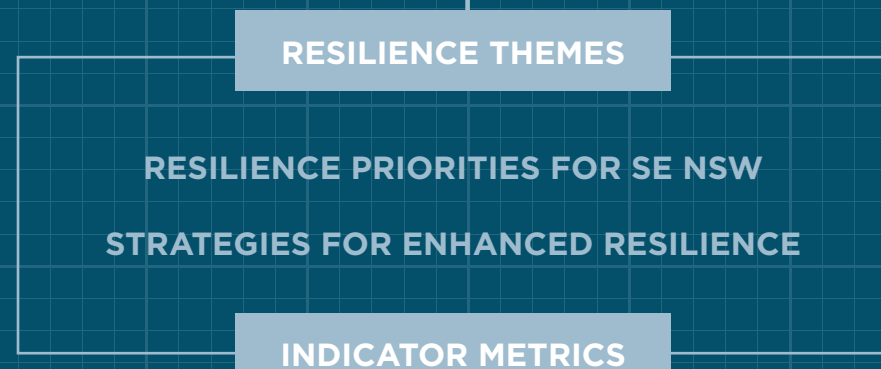 RESILIENCE THEMES
RESILIENCE PRIORITIES FOR SE NSW
STRATEGIES FOR ENHANCED RESILIENCE
INDICATOR METRICS